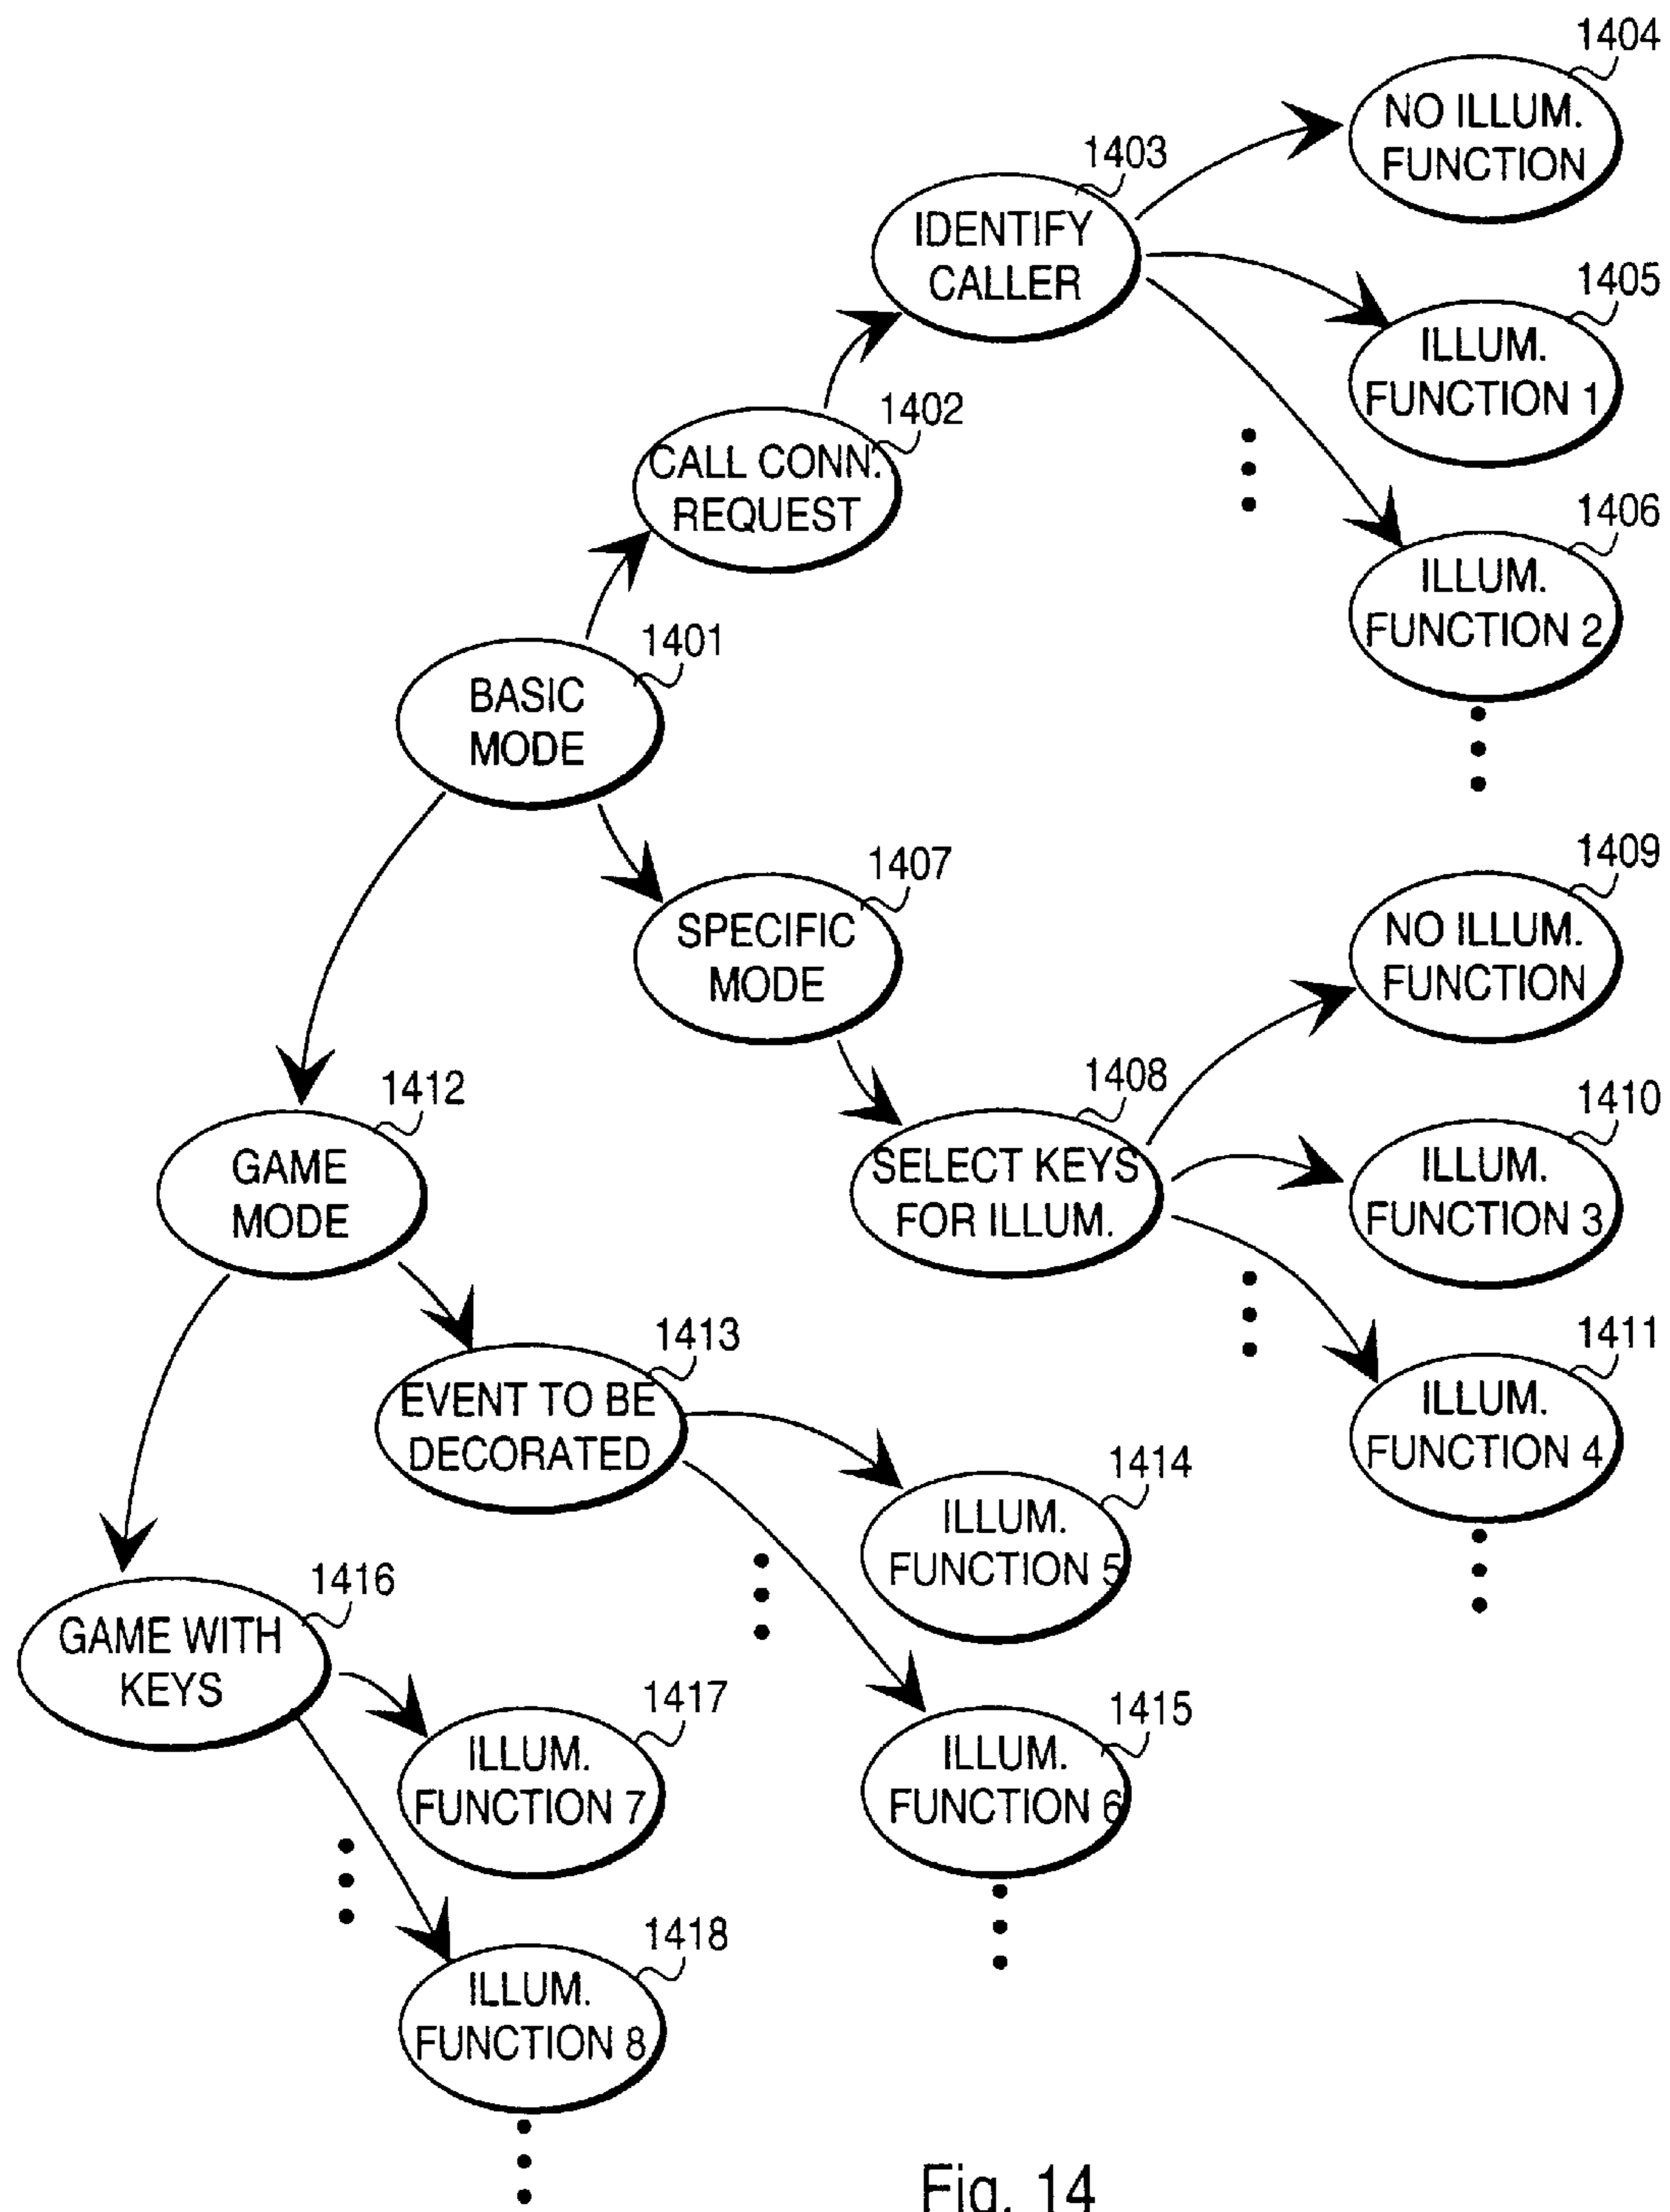 1404
NO ILLUM.
FUNCTION
1403
IDENTIFY
CALLER
1405
ILLUM.
FUNCTION 1
1402
CALL CONN.
REQUEST
1406
ILLUM.
FUNCTION 2
1401
BASIC
MODE
1407
SPECIFIC
MODE
1409
NO ILLUM.
FUNCTION
1408
SELECT KEYS
FOR ILLUM.
1410
ILLUM.
FUNCTION 3
1412
GAME
MODE
1411
ILLUM.
FUNCTION 4
1413
EVENT TO BE
DECORATED
1414
ILLUM.
FUNCTION 5
1416
GAME WITH
KEYS
1417
ILLUM.
FUNCTION 7
1415
ILLUM.
FUNCTION 6
1418
ILLUM.
FUNCTION 8
Fig. 14